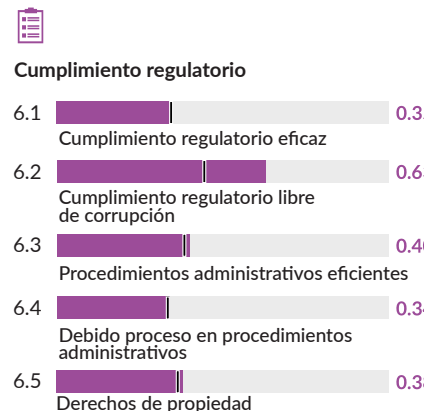 Cumplimiento regulatorio
6.1
Cumplimiento regulatorio eficaz
6.2
Cumplimiento regulatorio libre
de corrupción
6.3
Procedimientos administrativos eficientes
6.4
Debido proceso en procedimientos
administrativos
6.5
Derechos de propiedad